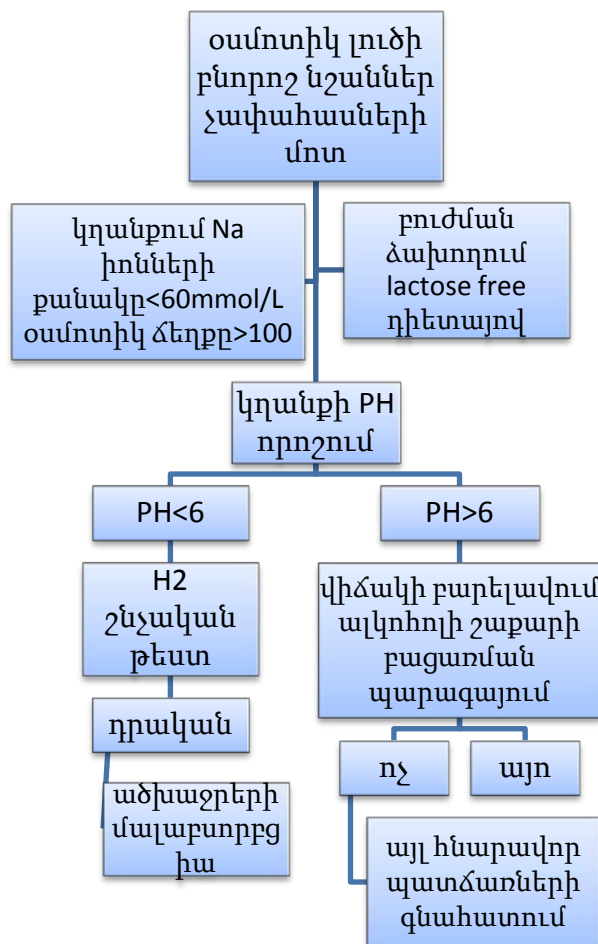 օսմոտիկ լուծի
բնորոշ նշաններ
չափահասների
մոտ
կղանքում Na
իոնների
քանակը<60mmol/L
օսմոտիկ ճեղքը>100
բուժման
ձախողում
lactose free
դիետայով
կղանքի PH
որոշում
PH<6
PH>6
H2
շնչական
թեստ
վիճակի բարելավում
ալկոհոլի շաքարի
բացառման
պարագայում
դրական
ոչ
այո
ածխաջրերի
մալաբսորբց
իա
այլ հնարավոր
պատճառների
գնահատում